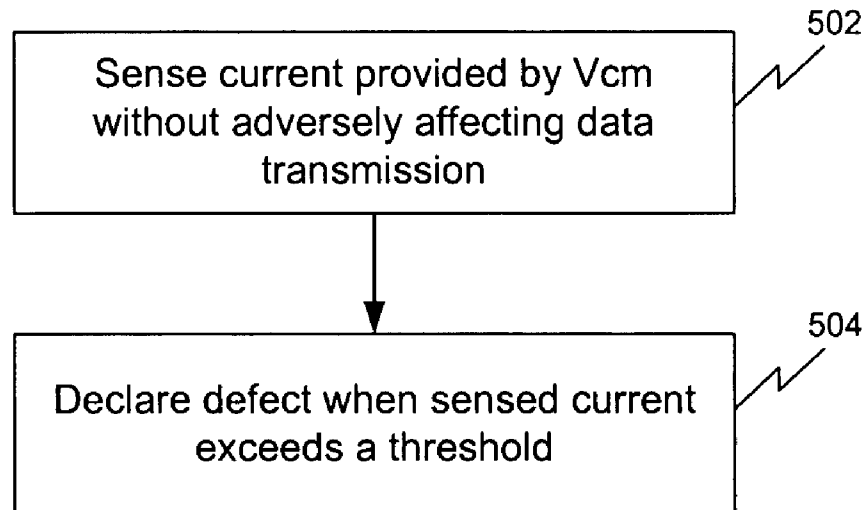 502
Sense current provided by Vcm
without adversely affecting data
transmission
504
Declare defect when sensed current
exceeds a threshold